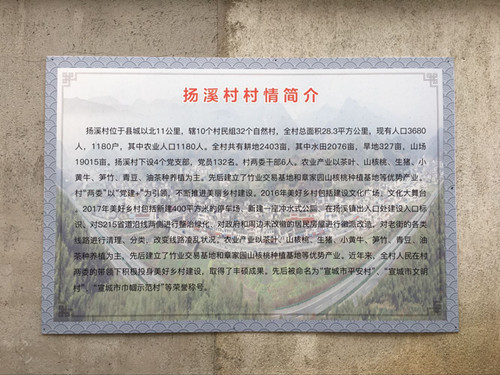 扬溪村村情简介
扬溪村位于县城以北11公里，辖10个村民组32个自然村，全村总面积28.3平方公里，现有人口3680
人，1180户，其中农业人口1180人。全村共有耕地2403亩，其中水田2076亩，旱地327亩，山场
19015亩。扬溪村下设4个党支部，党员132名。村两委干部6人。农业产业以茶叶、山核桃、生猪、小
黄牛、笋竹、青豆、油茶种养植为主。先后建立了竹业交易基地和章家园山核桃种植基地等优势产业。
村"两委"以"党建+"为引领，不断推进美丽乡村建设。2016年美好乡村包括建设文化广场；文化大舞台
，2017年美好乡村包括新建400平方米的停车场、新建一座冲水式公厕、在扬溪镇出入口处建设入口标
识、对S215省道沿线两侧进行整治绿化、对政府和周边未改徽的居民房屋进行徽派改造、对老街的各类
线路进行清理、分类、改变线路凌乱状况。农业产业以茶叶、山核桃、生猪、小黄牛、笋竹、青豆、油
茶种养植为主。先后建立了竹业交易基地和章家园山核桃种植基地等优势产业。近年来，全村人民在村
两委的带领下积极投身美好乡村建设，取得了丰硕成果。先后被命名为"宣城市平安村"、"宣城市文明
村"、"宣城市巾帼示范村"等荣誉称号。